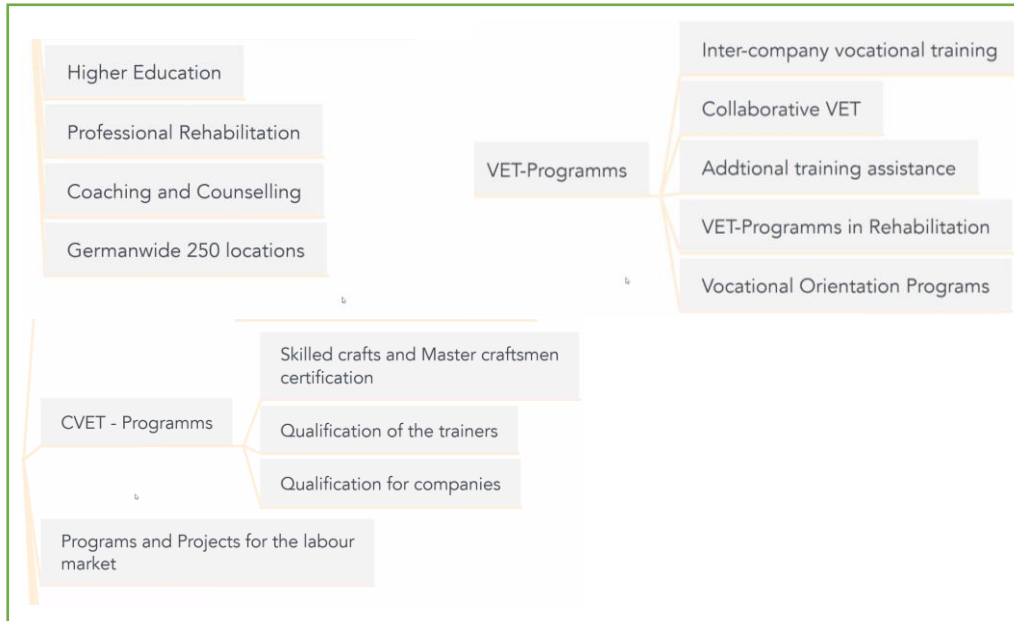 Higher Education
Professional Rehabilitation
Coaching and Counselling
Germanwide 250 locations
VET-Programms
Inter-company vocational training
Collaborative VET
Addtional training assistance
VET-Programms in Rehabilitation
Vocational Orientation Programs
CVET - Programms
Skilled crafts and Master craftsmen
certification
Qualification of the trainers
Qualification for companies
Programs and Projects for the labour
market